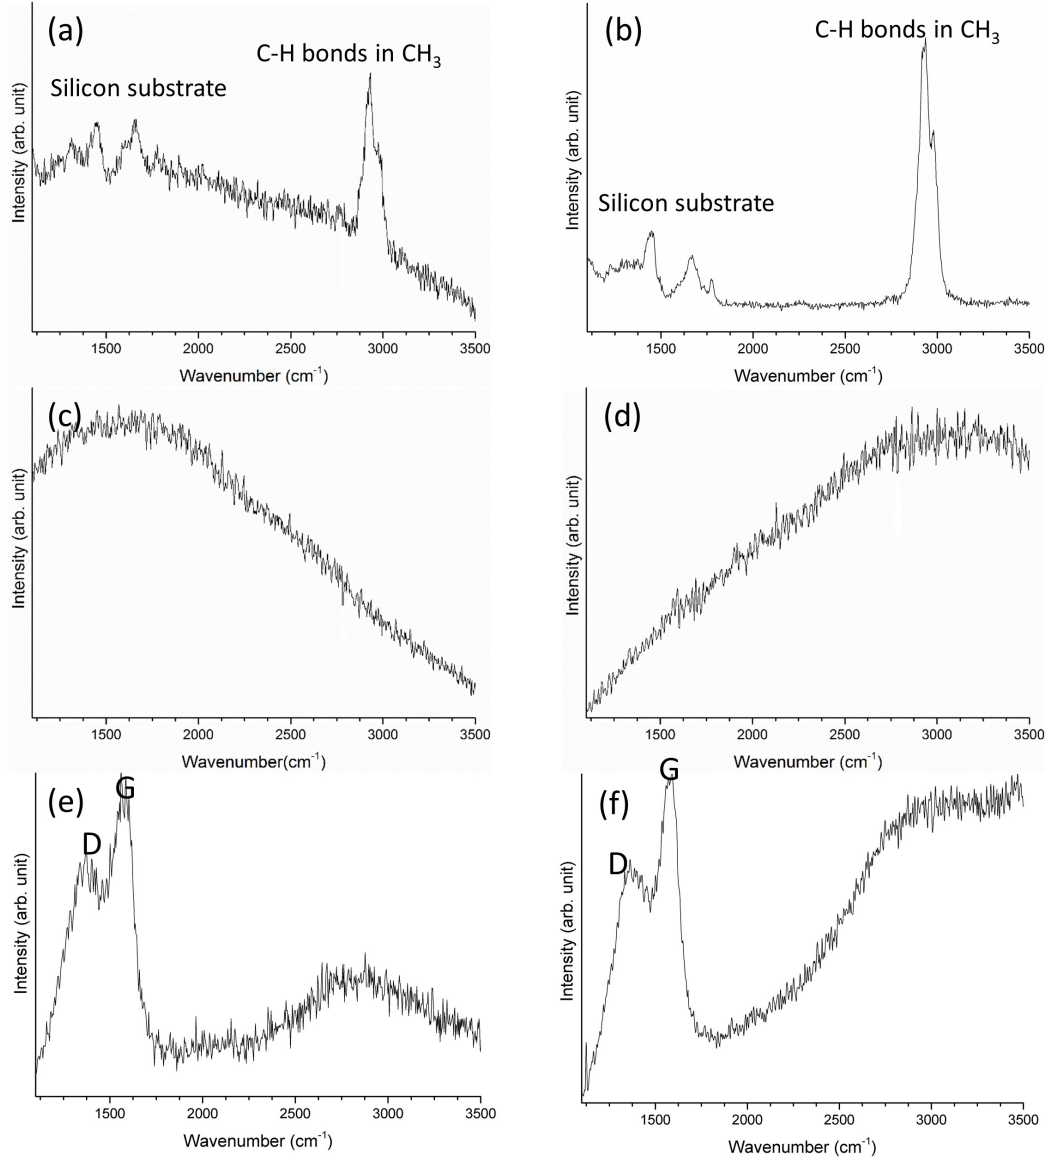 (a)
C-H bonds in CH₃
Silicon substrate
Intensity (arb. unit)
1500 2000 2500 3000 3500
Wavenumber (cm⁻¹)
(b)
C-H bonds in CH₃
Silicon substrate
Intensity (arb. unit)
1500 2000 2500 3000 3500
Wavenumber (cm⁻¹)
(c)
Intensity (arb. unit)
1500 2000 2500 3000 3500
Wavenumber(cm⁻¹)
(d)
Intensity (arb. unit)
1500 2000 2500 3000 3500
Wavenumber (cm⁻¹)
(e)
G
D
Intensity (arb. unit)
1500 2000 2500 3000 3500
Wavenumber (cm⁻¹)
(f)
G
D
Intensity (arb. unit)
1500 2000 2500 3000 3500
Wavenumber (cm⁻¹)